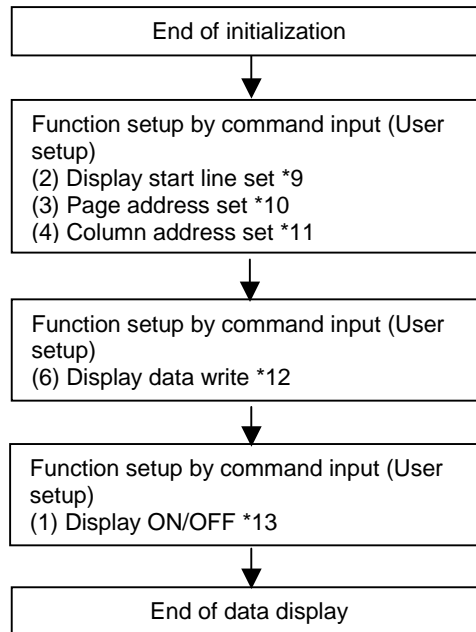 End of initialization
Function setup by command input (User
setup)
(2) Display start line set *9
(3) Page address set *10
(4) Column address set *11
Function setup by command input (User
setup)
(6) Display data write *12
Function setup by command input (User
setup)
(1) Display ON/OFF *13
End of data display